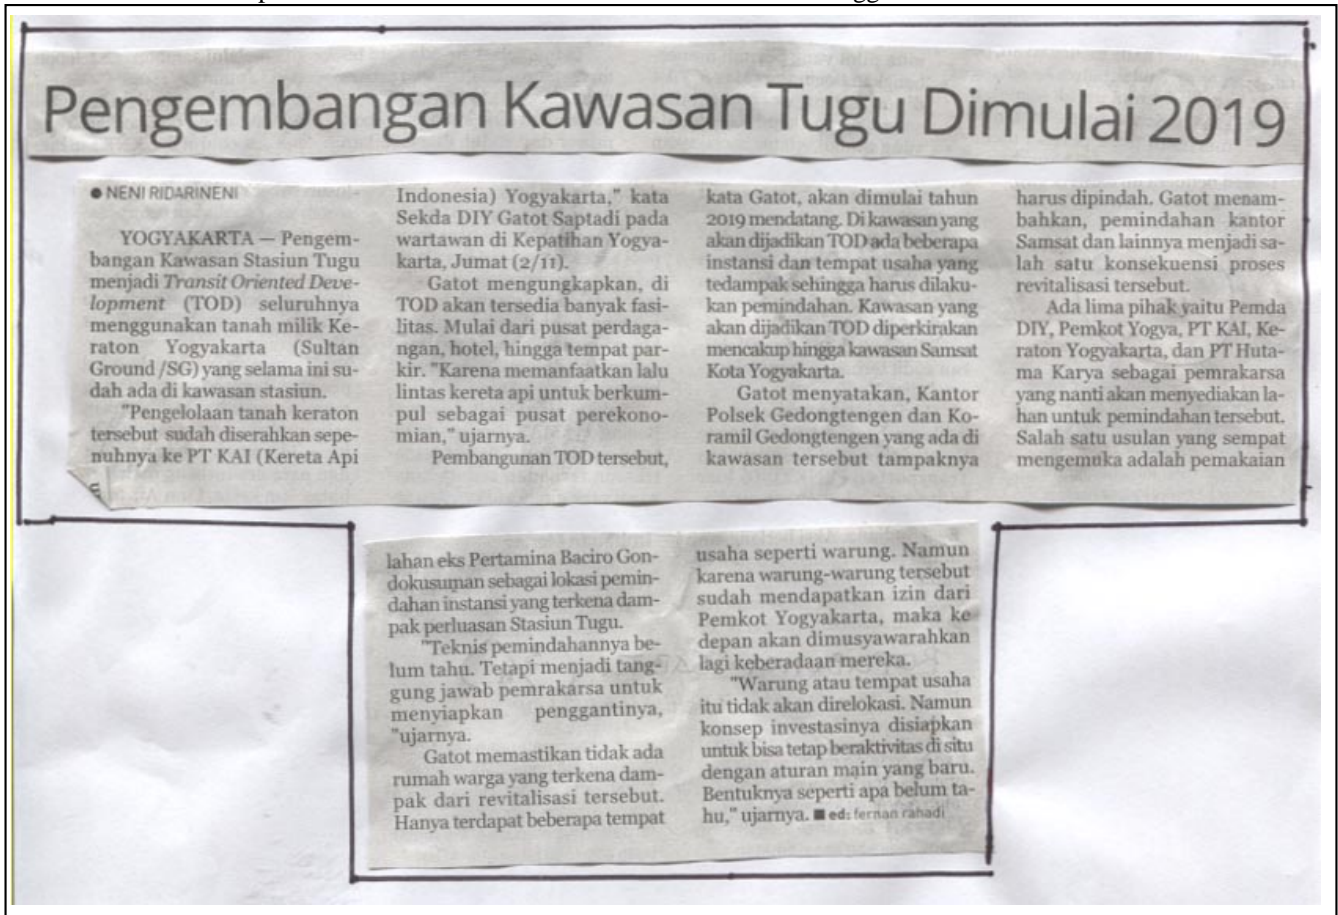 Pengembangan Kawasan Tugu Dimulai 2019
● NENI RIDARINENI
YOGYAKARTA — Pengem-
bangan Kawasan Stasiun Tugu
menjadi Transit Oriented Deve-
lopment (TOD) seluruhnya
menggunakan tanah milik Ke-
raton Yogyakarta (Sultan
Ground /SG) yang selama ini su-
dah ada di kawasan stasiun.
"Pengelolaan tanah keraton
tersebut sudah diserahkan sepe-
nuhnya ke PT KAI (Kereta Api
Indonesia) Yogyakarta," kata
Sekda DIY Gatot Saptadi pada
wartawan di Kepatihan Yogya-
karta, Jumat (2/11).
Gatot mengungkapkan, di
TOD akan tersedia banyak fasi-
litas. Mulai dari pusat perdaga-
ngan, hotel, hingga tempat par-
kir. "Karena memanfaatkan lalu
lintas kereta api untuk berkum-
pul sebagai pusat perekono-
mian," ujarnya.
Pembangunan TOD tersebut,
kata Gatot, akan dimulai tahun
2019 mendatang. Di kawasan yang
akan dijadikan TOD ada beberapa
instansi dan tempat usaha yang
tedampak sehingga harus dilaku-
kan pemindahan. Kawasan yang
akan dijadikan TOD diperkirakan
mencakup hingga kawasan Samsat
Kota Yogyakarta.
Gatot menyatakan, Kantor
Polsek Gedongtengen dan Ko-
ramil Gedongtengen yang ada di
kawasan tersebut tampaknya
harus dipindah. Gatot menam-
bahkan, pemindahan kantor
Samsat dan lainnya menjadi sa-
lah satu konsekuensi proses
revitalisasi tersebut.
Ada lima pihak yaitu Pemda
DIY, Pemkot Yogya, PT KAI, Ke-
raton Yogyakarta, dan PT Huta-
ma Karya sebagai pemrakarsa
yang nanti akan menyediakan la-
han untuk pemindahan tersebut.
Salah satu usulan yang sempat
mengemuka adalah pemakaian
lahan eks Pertamina Baciro Gon-
dokusuman sebagai lokasi pemin-
dahan instansi yang terkena dam-
pak perluasan Stasiun Tugu.
"Teknis pemindahannya be-
lum tahu. Tetapi menjadi tang-
gung jawab pemrakarsa untuk
menyiapkan penggantinya,
"ujarnya.
Gatot memastikan tidak ada
rumah warga yang terkena dam-
pak dari revitalisasi tersebut.
Hanya terdapat beberapa tempat
usaha seperti warung. Namun
karena warung-warung tersebut
sudah mendapatkan izin dari
Pemkot Yogyakarta, maka ke
depan akan dimusyawarahkan
lagi keberadaan mereka.
"Warung atau tempat usaha
itu tidak akan direlokasi. Namun
konsep investasinya disiapkan
untuk bisa tetap beraktivitas di situ
dengan aturan main yang baru.
Bentuknya seperti apa belum ta-
hu," ujarnya. ■ ed: fernan rahadi